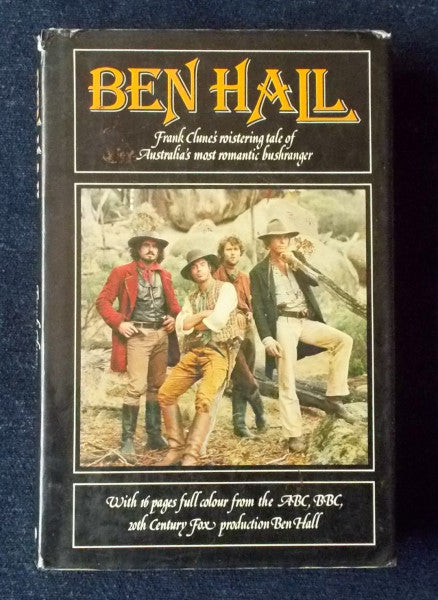 BEN HALL
Frank Clune's roistering tale of
Australia's most romantic bushranger
With 16 pages full colour from the ABC, BBC,
20th Century Fox production Ben Hall